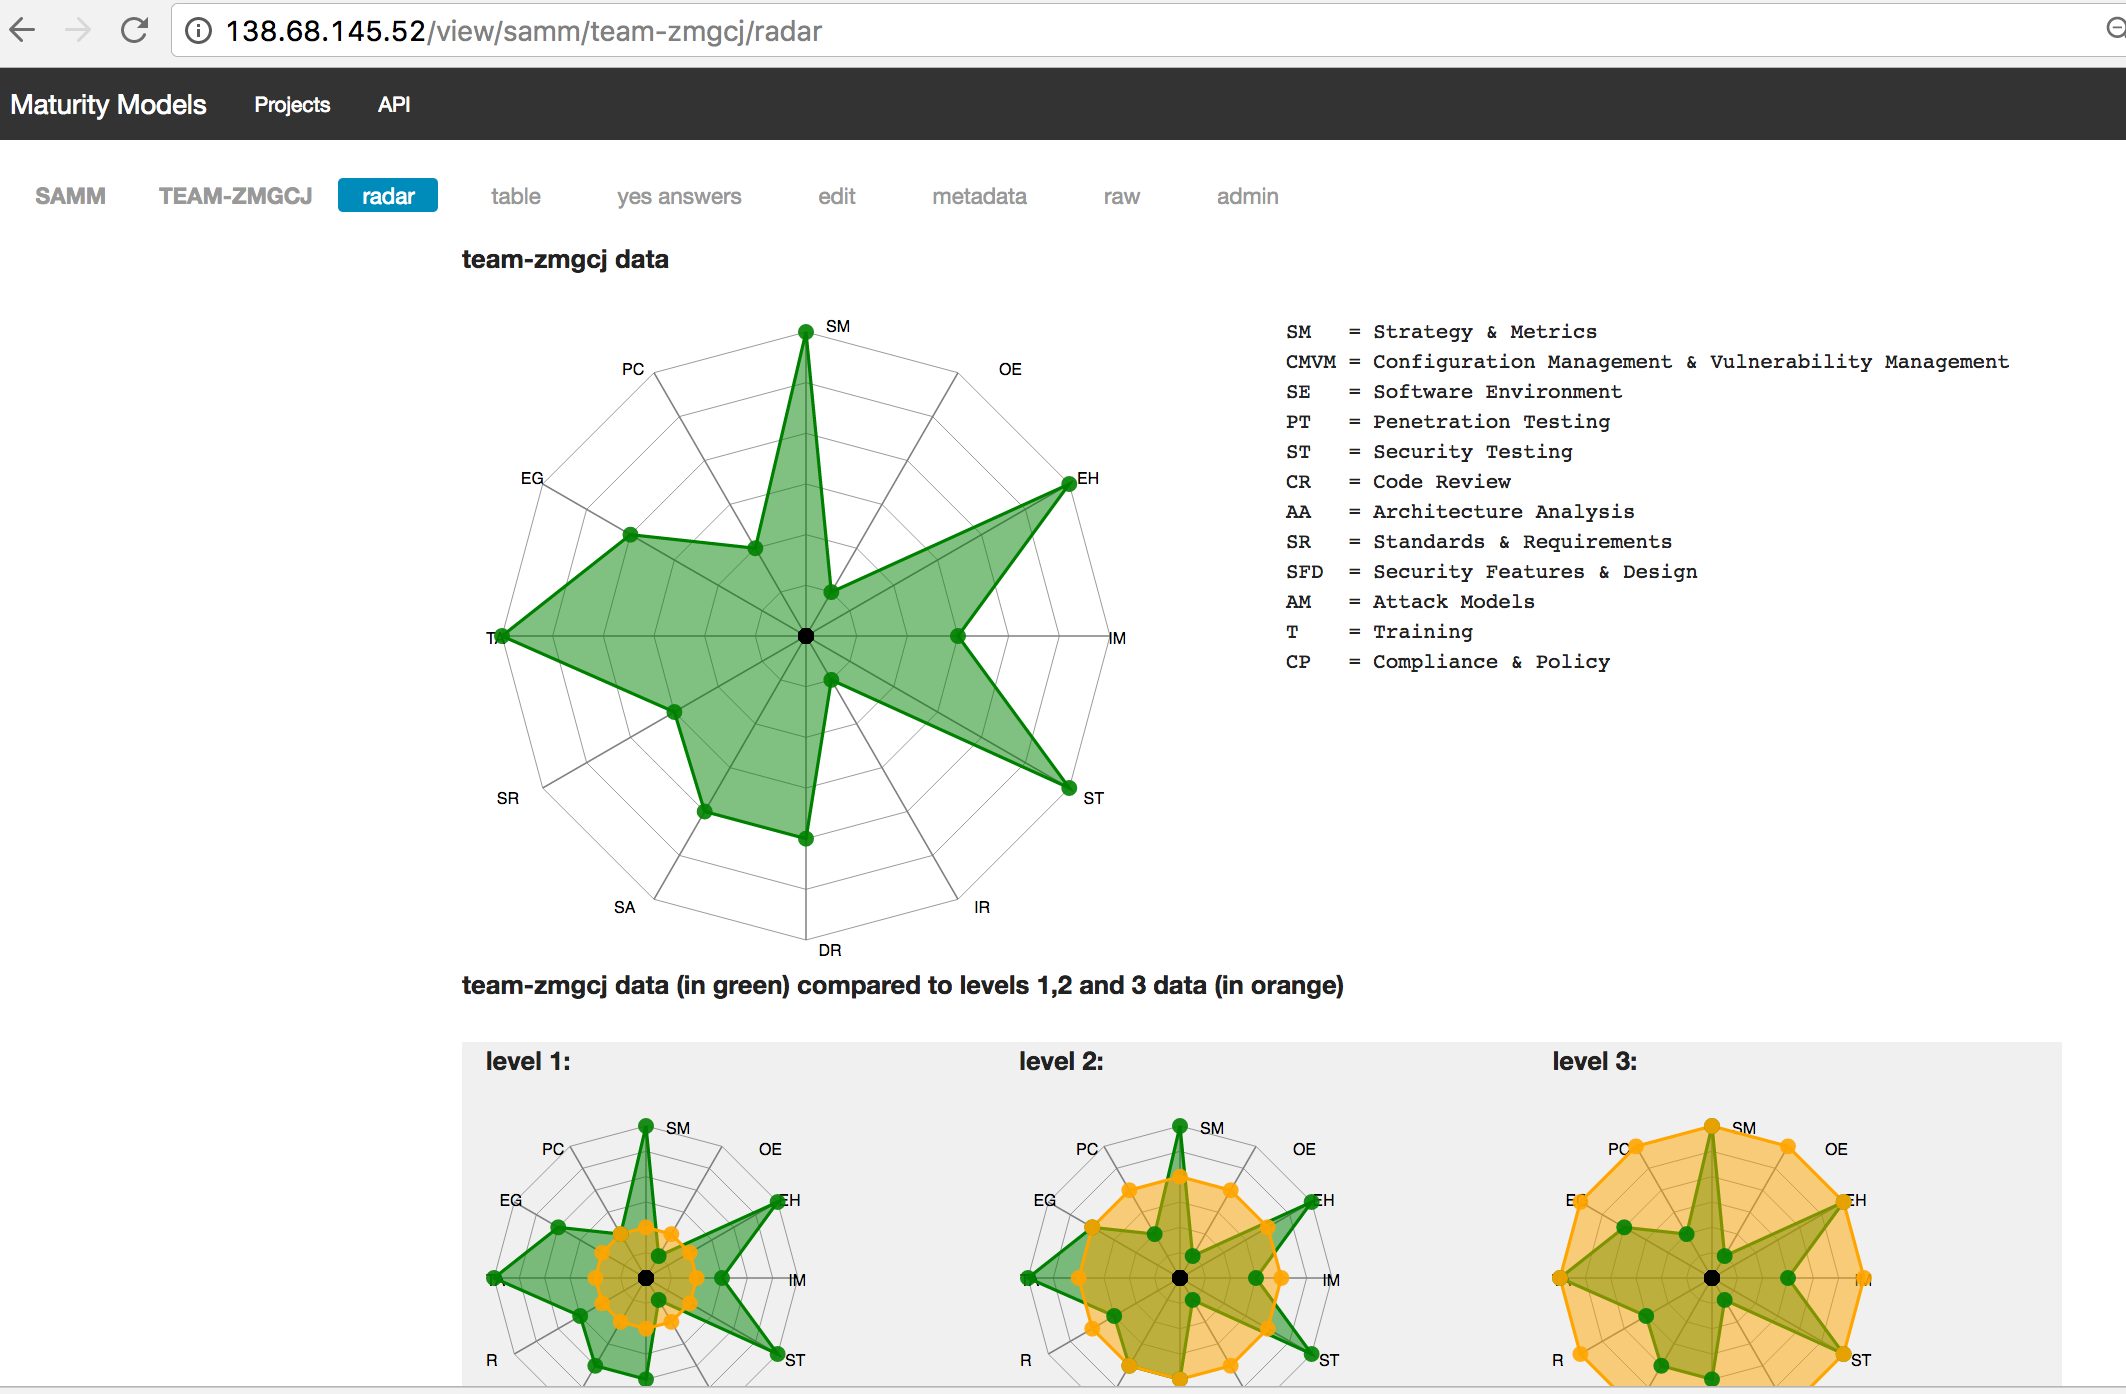 138.68.145.52/view/samm/team-zmgcj/radar
Maturity Models Projects API
SAMM TEAM-ZMGCJ radar table yes answers edit metadata raw admin
team-zmgcj data
SM
PC
OE
EG
EH
IM
SR
ST
SA
IR
DR
SM = Strategy & Metrics
CMVM = Configuration Management & Vulnerability Management
SE = Software Environment
PT = Penetration Testing
ST = Security Testing
CR = Code Review
AA = Architecture Analysis
SR = Standards & Requirements
SFD = Security Features & Design
AM = Attack Models
T = Training
CP = Compliance & Policy
team-zmgcj data (in green) compared to levels 1,2 and 3 data (in orange)
level 1:
SM
PC
OE
EG
EH
IM
R
ST
level 2:
SM
PC
OE
EG
EH
IM
R
ST
level 3:
SM
PC
OE
EH
R
ST